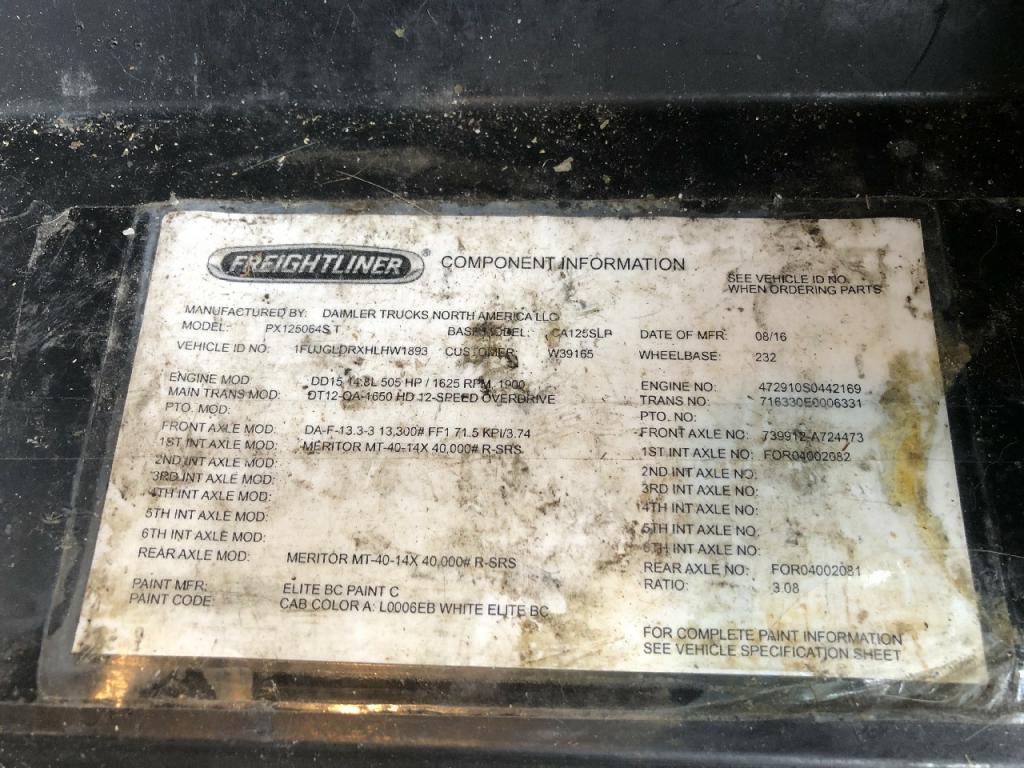 FREIGHTLINER® COMPONENT INFORMATION
SEE VEHICLE ID NO.
WHEN ORDERING PARTS
MANUFACTURED BY: DAIMLER TRUCKS NORTH AMERICA LLC
MODEL: PX125064S T BASE MODEL: CA125SLP DATE OF MFR: 08/16
VEHICLE ID NO: 1FUJGLDRXHLHW1893 CUSTOMER: W39165 WHEELBASE: 232
ENGINE MOD: DD15 14.8L 505 HP / 1625 RPM, 1900 ENGINE NO: 472910S0442169
MAIN TRANS MOD: DT12-OA-1650 HD 12-SPEED OVERDRIVE TRANS NO: 716330E0006331
PTO. MOD: PTO. NO:
FRONT AXLE MOD: DA-F-13.3-3 13,300# FF1 71.5 KPI/3.74 FRONT AXLE NO: 739912-A724473
1ST INT AXLE MOD: MERITOR MT-40-14X 40,000# R-SRS 1ST INT AXLE NO: FOR04002082
2ND INT AXLE MOD: 2ND INT AXLE NO:
3RD INT AXLE MOD: 3RD INT AXLE NO:
4TH INT AXLE MOD: 4TH INT AXLE NO:
5TH INT AXLE MOD: 5TH INT AXLE NO:
6TH INT AXLE MOD: 6TH INT AXLE NO:
REAR AXLE MOD: MERITOR MT-40-14X 40,000# R-SRS REAR AXLE NO: FOR04002081
RATIO: 3.08
PAINT MFR: ELITE BC PAINT C
PAINT CODE: CAB COLOR A: L0006EB WHITE ELITE BC
FOR COMPLETE PAINT INFORMATION
SEE VEHICLE SPECIFICATION SHEET